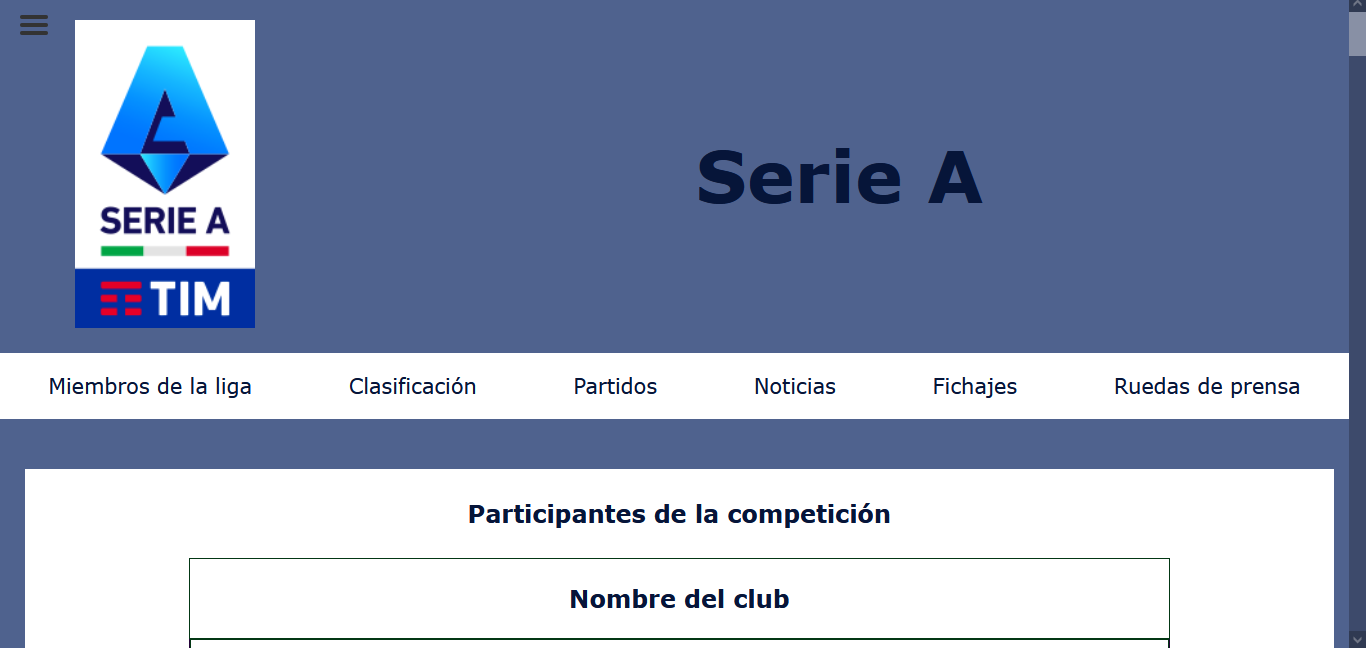 SERIE A
TIM
Serie A
Miembros de la liga Clasificación Partidos Noticias Fichajes Ruedas de prensa
Participantes de la competición
Nombre del club